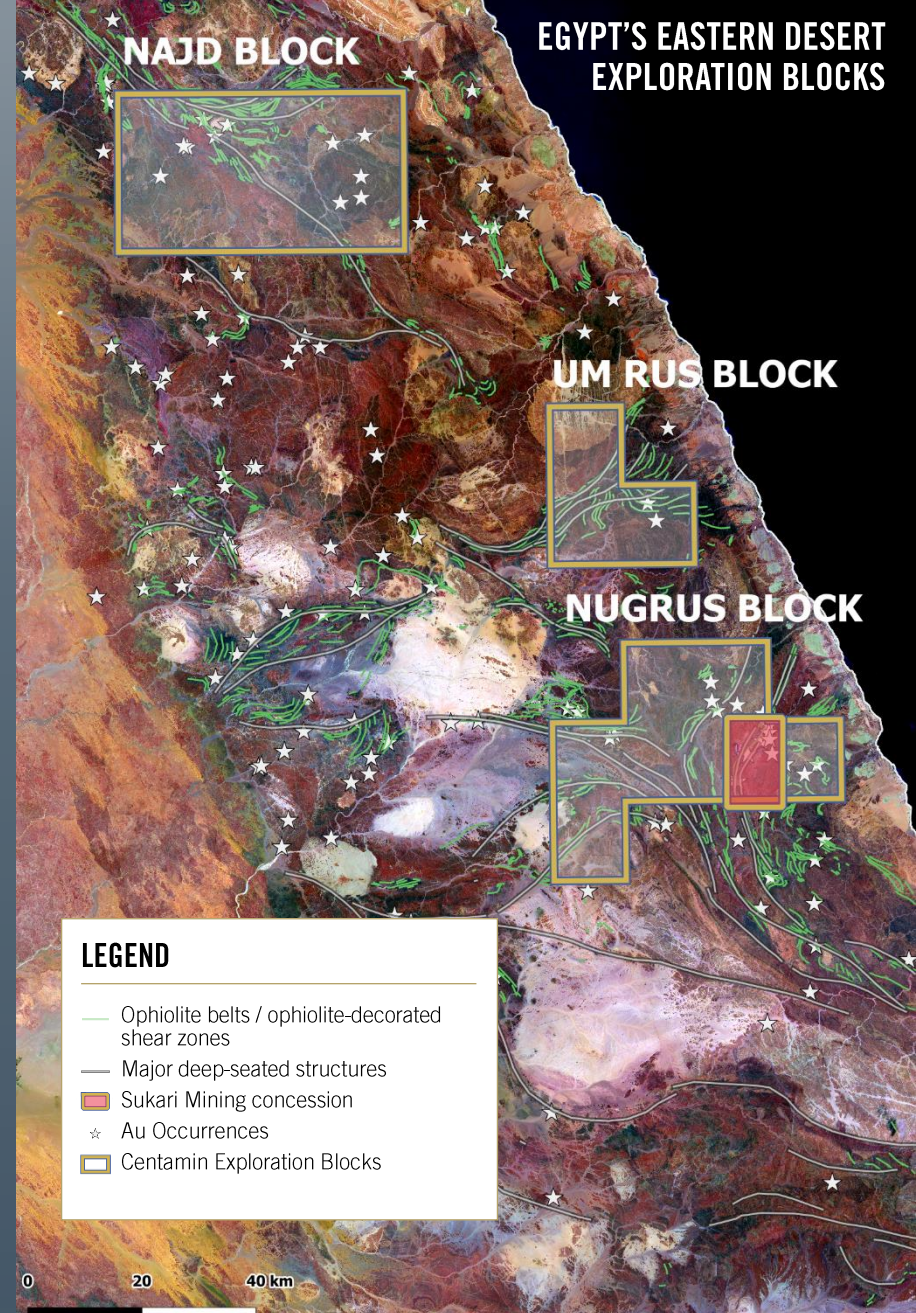 EGYPT'S EASTERN DESERT
EXPLORATION BLOCKS
NAJD BLOCK
UM RUS BLOCK
NUGRUS BLOCK
LEGEND
Ophiolite belts / ophiolite-decorated
shear zones
Major deep-seated structures
Sukari Mining concession
Au Occurrences
Centamin Exploration Blocks
0 20 40 km